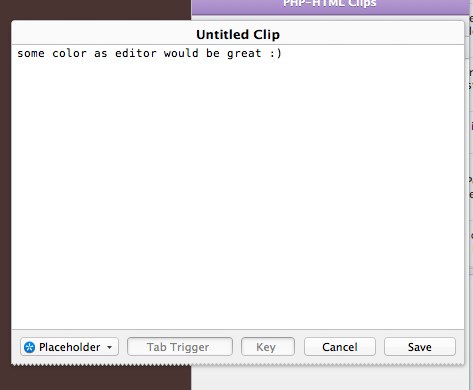 PHP-HTML Clips
Untitled Clip
some color as editor would be great :)
Placeholder
Tab Trigger
Key
Cancel
Save